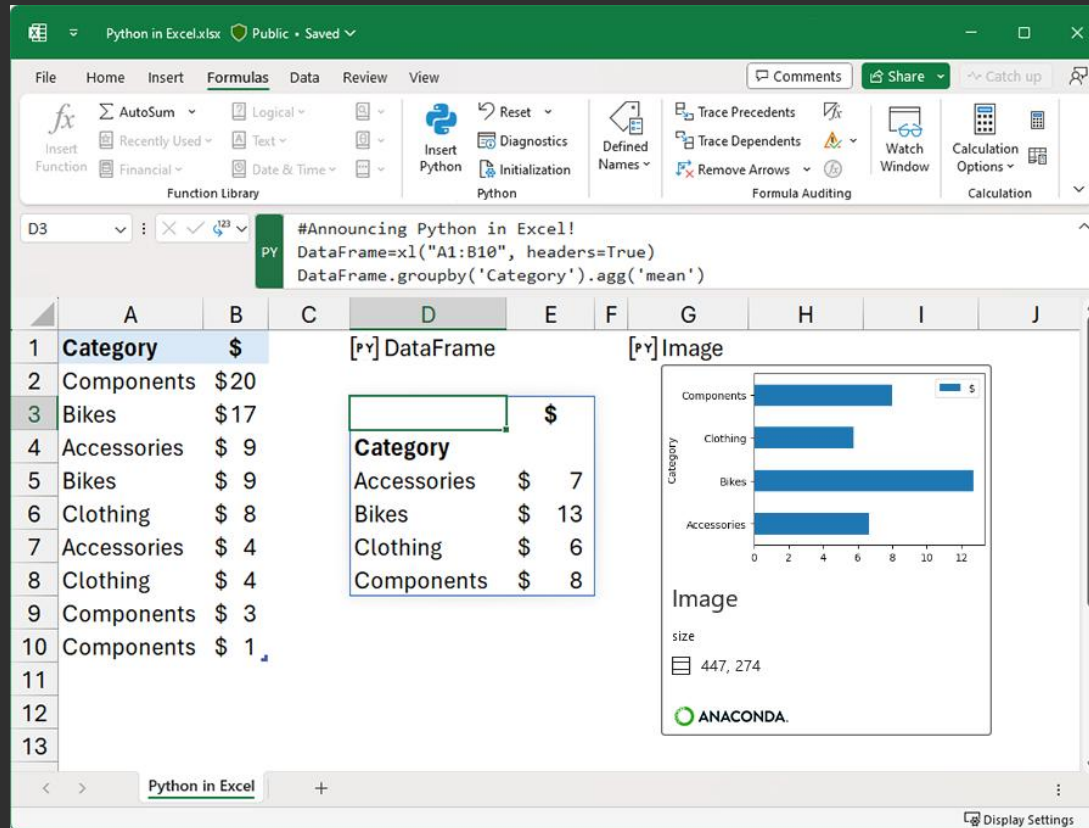 Python in Excel.xlsx Public • Saved
File Home Insert Formulas Data Review View Comments Share Catch up
fx Insert Function
AutoSum
Recently Used
Financial
Logical
Text
Date & Time
Function Library
Insert Python
Reset
Diagnostics
Initialization
Python
Defined Names
Trace Precedents
Trace Dependents
Remove Arrows
fx
Formula Auditing
Watch Window
Calculation Options
Calculation
D3
123
PY
#Announcing Python in Excel!
DataFrame=xl("A1:B10", headers=True)
DataFrame.groupby('Category').agg('mean')
A B C D E F G H I J
1 Category $ [PY] DataFrame [PY] Image
2 Components $20
3 Bikes $17 $
4 Accessories $ 9 Category
5 Bikes $ 9 Accessories $ 7
6 Clothing $ 8 Bikes $ 13
7 Accessories $ 4 Clothing $ 6
8 Clothing $ 4 Components $ 8
9 Components $ 3
10 Components $ 1
11
12
13
$
Category
Components
Clothing
Bikes
Accessories
0 2 4 6 8 10 12
Image
size
447, 274
ANACONDA.
Python in Excel
Display Settings